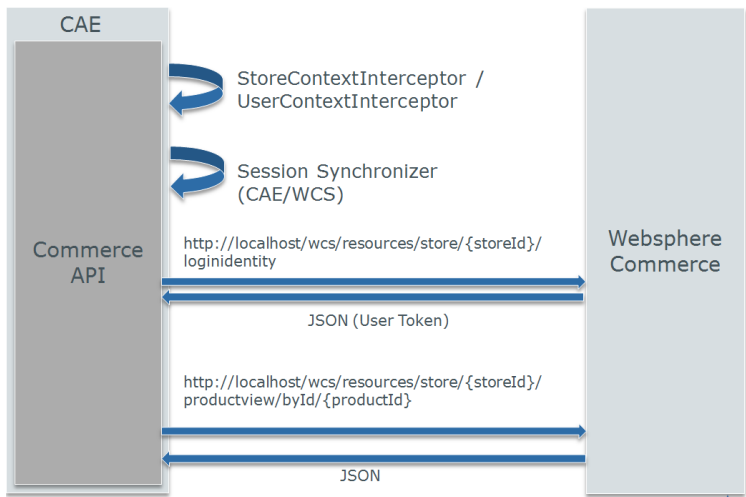 CAE
StoreContextInterceptor /
UserContextInterceptor
Session Synchronizer
(CAE/WCS)
Commerce
API
http://localhost/wcs/resources/store/{storeId}/
loginidentity
Websphere
Commerce
JSON (User Token)
http://localhost/wcs/resources/store/{storeId}/
productview/byId/{productId}
JSON